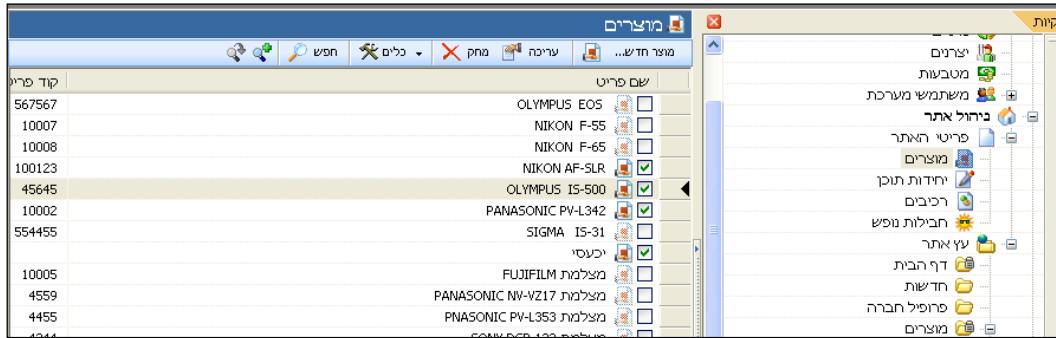 קיות
יצרנים
מטבעות
משתמשי מערכת
ניהול אתר
פריטי האתר
מוצרים
יחידות תוכן
רכיבים
חבילות נופש
עץ אתר
דף הבית
חדשות
פרופיל חברה
מוצרים
מוצרים
מוצר חדש... עריכה מחק כלים חפש
שם פריט קוד פריט
OLYMPUS EOS 567567
NIKON F-55 10007
NIKON F-65 10008
NIKON AF-SLR 100123
OLYMPUS IS-500 45645
PANASONIC PV-L342 10002
SIGMA IS-31 554455
יכעסי
מצלמת FUJIFILM 10005
מצלמת PANASONIC NV-VZ17 4559
מצלמת PNASONIC PV-L353 4455